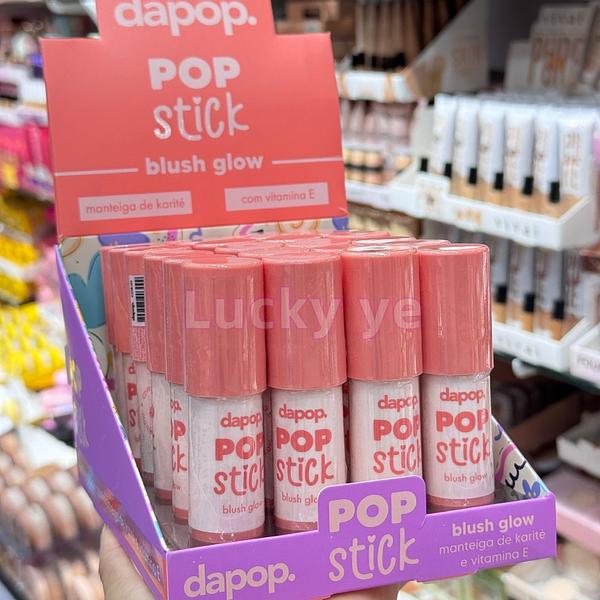 dapop.
POP
stick
blush glow
manteiga de karité
com vitamina E
Lucky ye
dapop.
POP
stick
blush glow
dapop.
POP
stick
blush glow
dapop.
POP
stick
dapop.
POP
stick
blush glow
POP
stick
dapop.
blush glow
manteiga de karité
e vitamina E